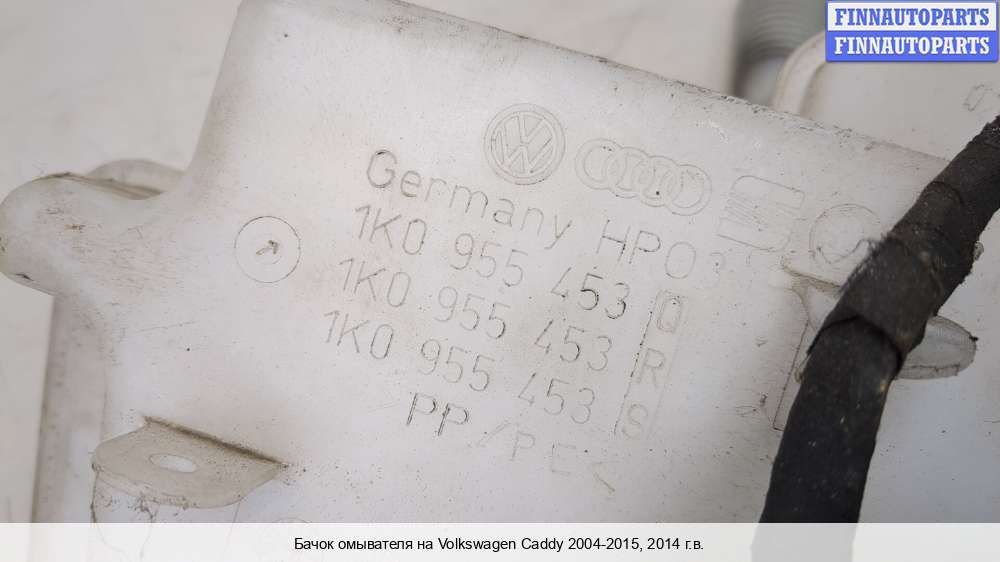 FINNAUTOPARTS
FINNAUTOPARTS
Germany HP03
1K0 955 453 Q
1K0 955 453 R
1K0 955 453 S
PP/PE<
Бачок омывателя на Volkswagen Caddy 2004-2015, 2014 г.в.